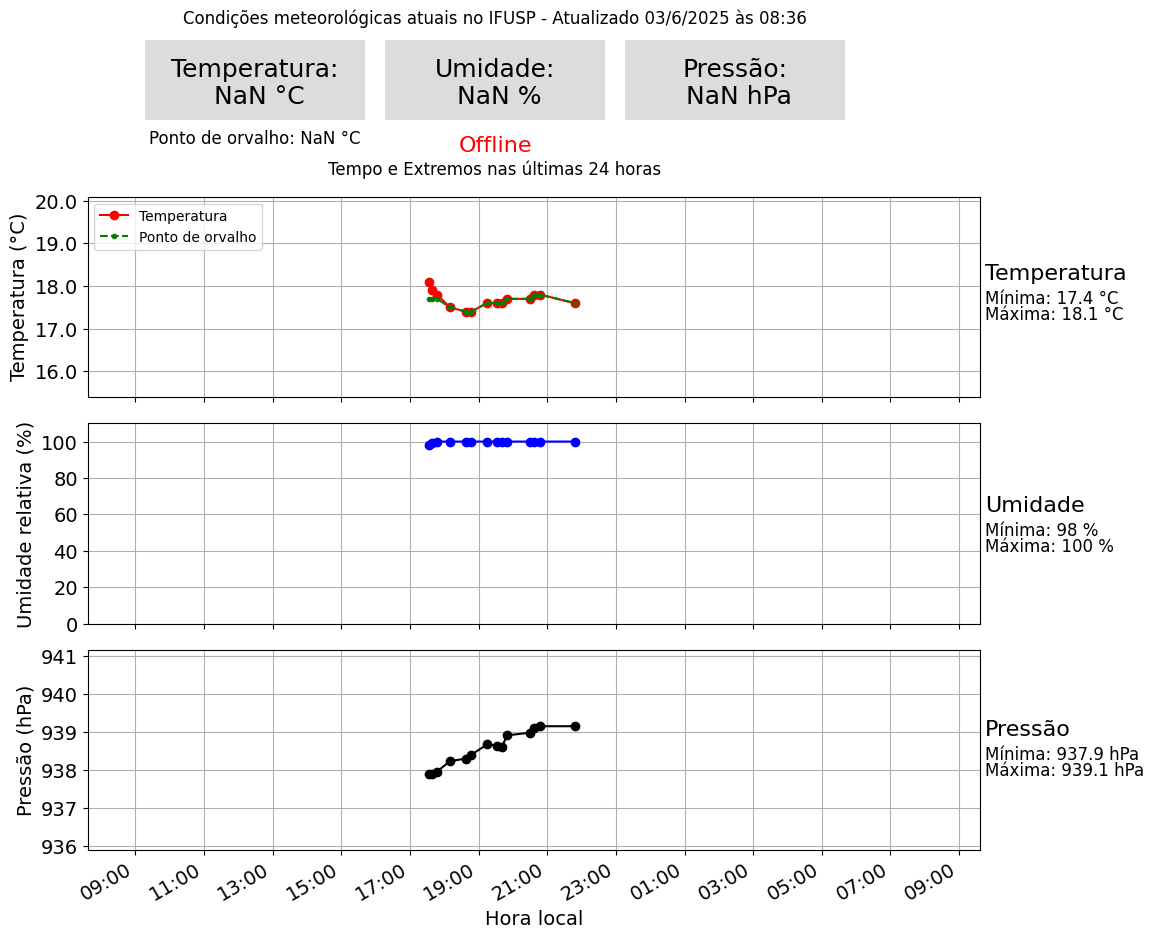 Condições meteorológicas atuais no IFUSP - Atualizado 03/6/2025 às 08:36
Temperatura:
NaN °C
Umidade:
NaN %
Pressão:
NaN hPa
Ponto de orvalho: NaN °C
Offline
Tempo e Extremos nas últimas 24 horas
Temperatura (°C)
20.0
19.0
18.0
17.0
16.0
Temperatura
Ponto de orvalho
Temperatura
Mínima: 17.4 °C
Máxima: 18.1 °C
Umidade relativa (%)
100
80
60
40
20
0
Umidade
Mínima: 98 %
Máxima: 100 %
Pressão (hPa)
941
940
939
938
937
936
Pressão
Mínima: 937.9 hPa
Máxima: 939.1 hPa
09:00 11:00 13:00 15:00 17:00 19:00 21:00 23:00 01:00 03:00 05:00 07:00 09:00
Hora local